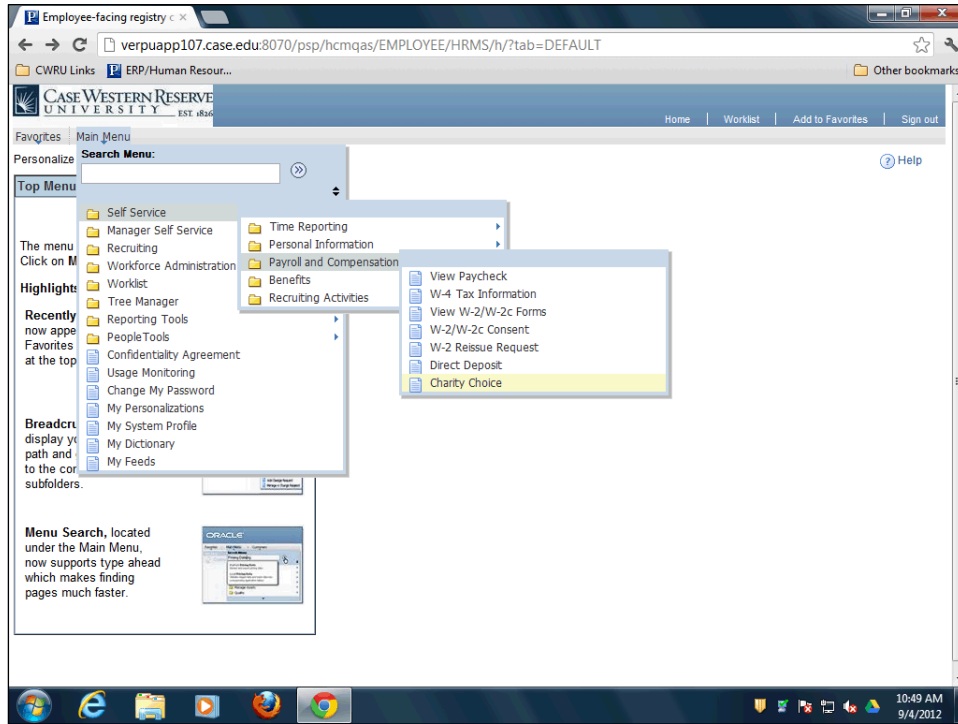 Employee-facing registry c
verpuapp107.case.edu:8070/psp/hcmqas/EMPLOYEE/HRMS/h/?tab=DEFAULT
CWRU Links ERP/Human Resour... Other bookmarks
CASE WESTERN RESERVE
UNIVERSITY EST. 1826
Home | Worklist | Add to Favorites | Sign out
Favorites Main Menu
Personalize
Help
Top Menu
The menu
Click on M
Highlights
Recently
now appe
Favorites
at the top
Breadcru
display yo
path and
to the con
subfolders.
Menu Search, located
under the Main Menu,
now supports type ahead
which makes finding
pages much faster.
ORACLE
Search Menu:
Self Service
Manager Self Service
Recruiting
Workforce Administration
Worklist
Tree Manager
Reporting Tools
PeopleTools
Confidentiality Agreement
Usage Monitoring
Change My Password
My Personalizations
My System Profile
My Dictionary
My Feeds
Time Reporting
Personal Information
Payroll and Compensation
Benefits
Recruiting Activities
View Paycheck
W-4 Tax Information
View W-2/W-2c Forms
W-2/W-2c Consent
W-2 Reissue Request
Direct Deposit
Charity Choice
10:49 AM
9/4/2012